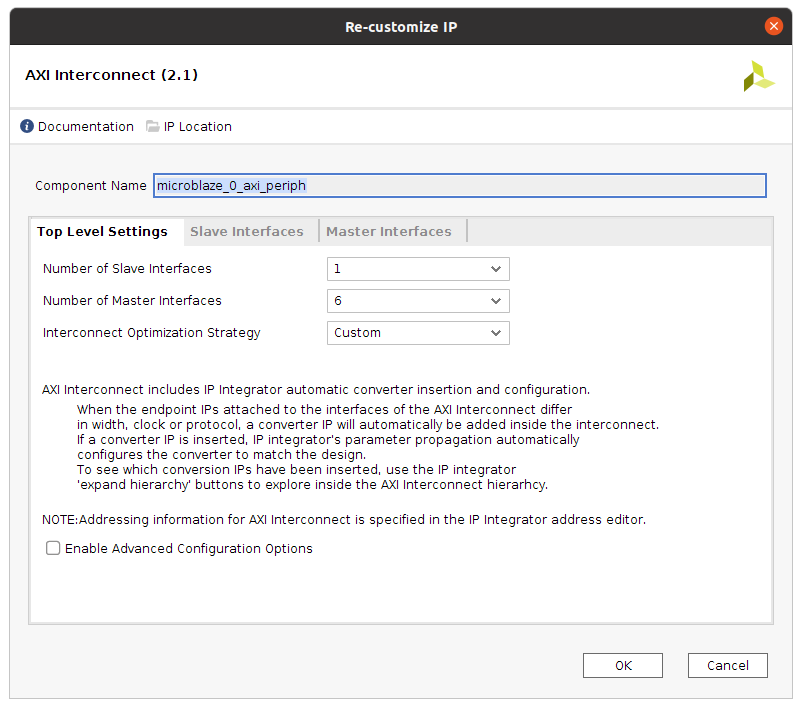 Re-customize IP
AXI Interconnect (2.1)
Documentation IP Location
Component Name microblaze_0_axi_periph
Top Level Settings Slave Interfaces Master Interfaces
Number of Slave Interfaces 1
Number of Master Interfaces 6
Interconnect Optimization Strategy Custom
AXI Interconnect includes IP Integrator automatic converter insertion and configuration.
When the endpoint IPs attached to the interfaces of the AXI Interconnect differ
in width, clock or protocol, a converter IP will automatically be added inside the interconnect.
If a converter IP is inserted, IP integrator's parameter propagation automatically
configures the converter to match the design.
To see which conversion IPs have been inserted, use the IP integrator
'expand hierarchy' buttons to explore inside the AXI Interconnect hierarhcy.
NOTE:Addressing information for AXI Interconnect is specified in the IP Integrator address editor.
Enable Advanced Configuration Options
OK Cancel